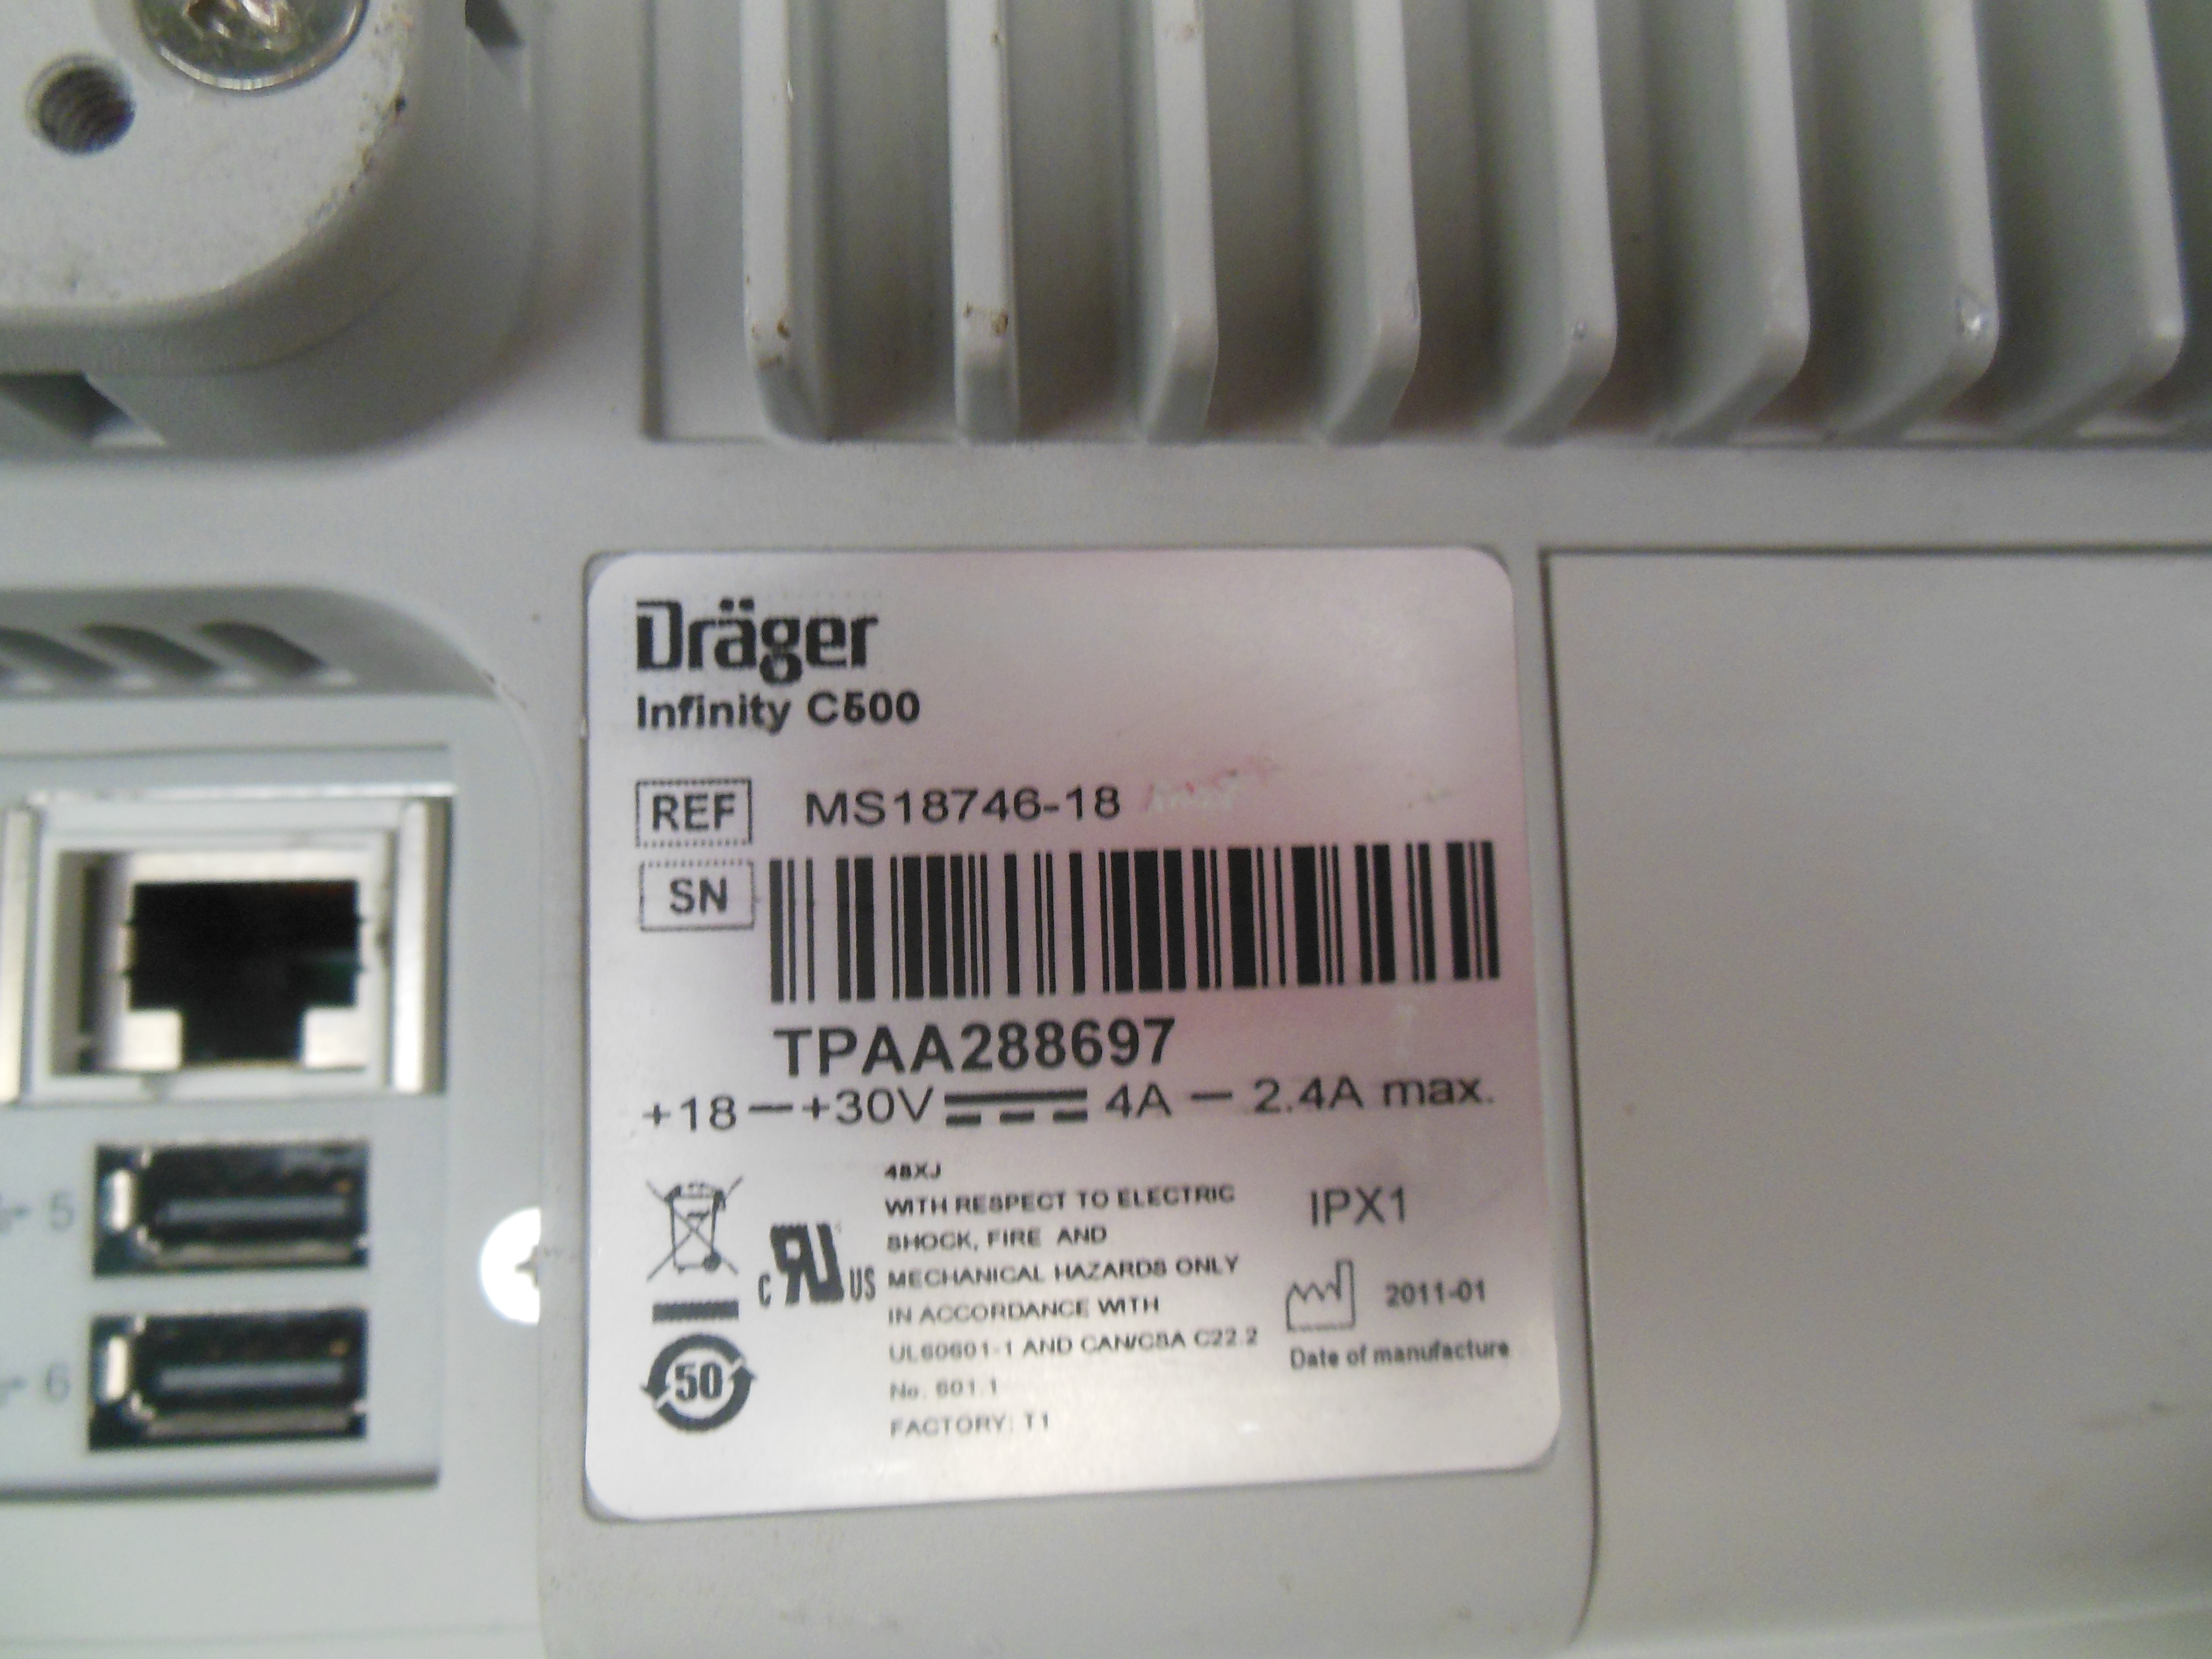 Dräger
Infinity C500
REF MS18746-18
SN
TPAA288697
+18—+30V 4A — 2.4A max.
48XJ
WITH RESPECT TO ELECTRIC
SHOCK, FIRE AND
MECHANICAL HAZARDS ONLY
IN ACCORDANCE WITH
UL60601-1 AND CAN/CSA C22.2
No. 601.1
FACTORY: T1
C RU US
50
IPX1
2011-01
Date of manufacture
5
6